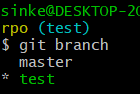 sinke@DESKTOP-2
rpo (test)
$ git branch
master
* test